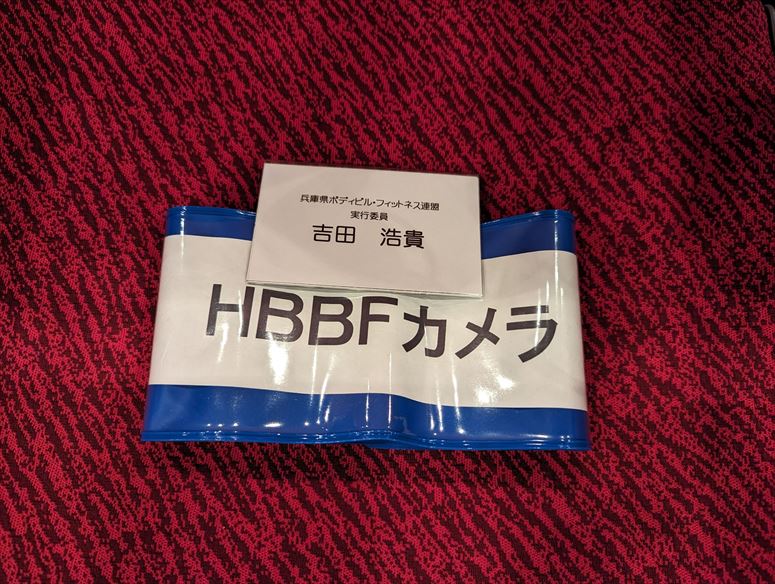 兵庫県ボディビル・フィットネス連盟
実行委員
吉田　浩貴
HBBFカメラ